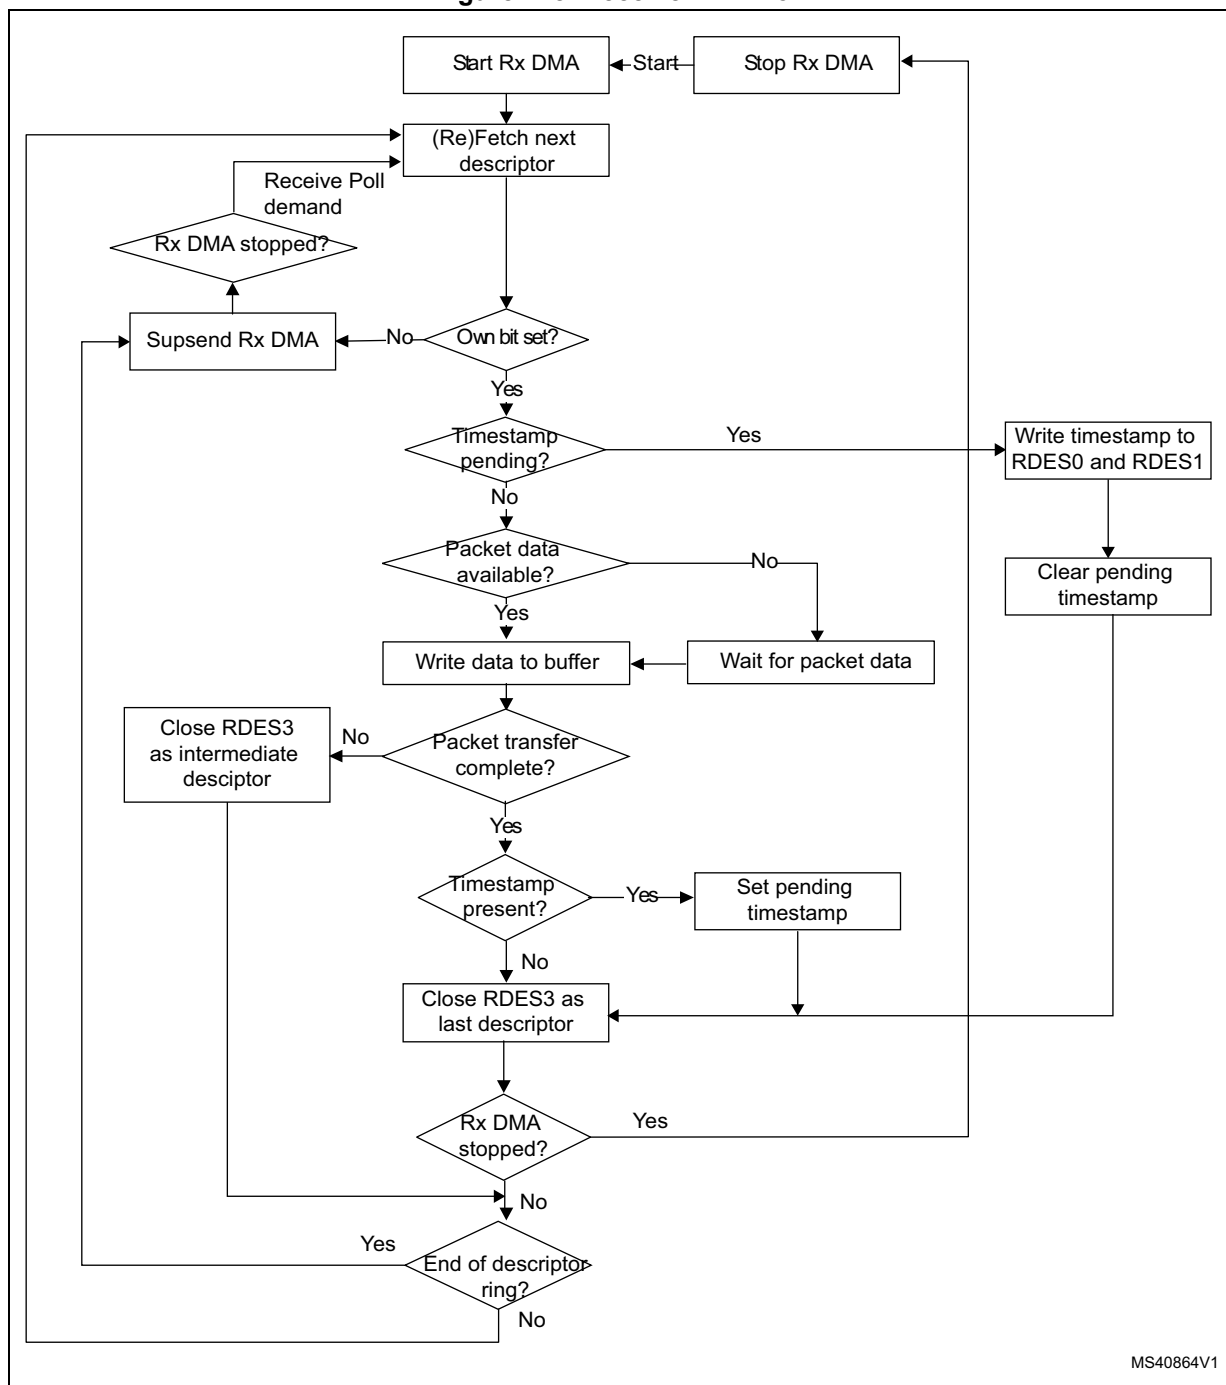 Start Rx DMA
Start
Stop Rx DMA
(Re)Fetch next
descriptor
Receive Poll
demand
Rx DMA stopped?
Supsend Rx DMA
No
Own bit set?
Yes
Timestamp
pending?
Yes
Write timestamp to
RDES0 and RDES1
No
Packet data
available?
No
Clear pending
timestamp
Yes
Write data to buffer
Wait for packet data
Close RDES3
as intermediate
desciptor
No
Packet transfer
complete?
Yes
Timestamp
present?
Yes
Set pending
timestamp
No
Close RDES3 as
last descriptor
Rx DMA
stopped?
Yes
No
Yes
End of descriptor
ring?
No
MS40864V1